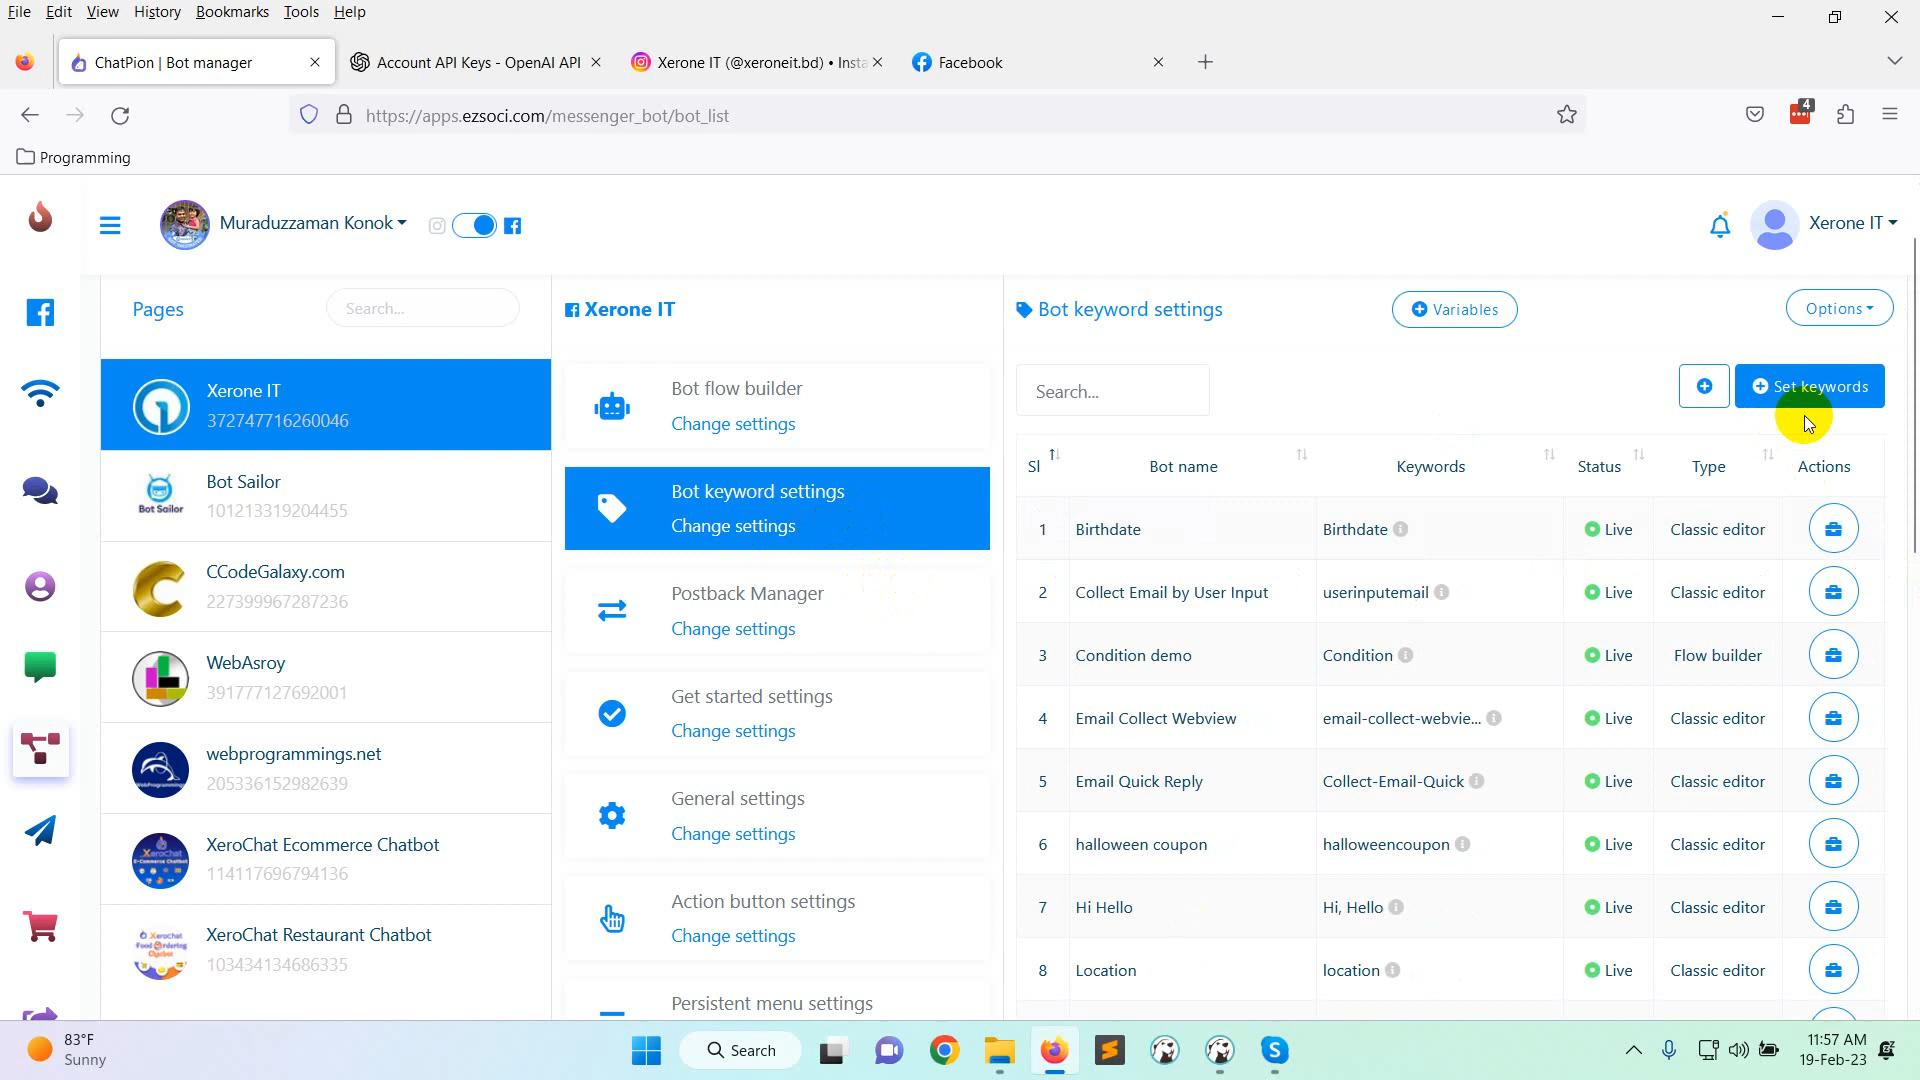 File Edit View History Bookmarks Tools Help
ChatPion | Bot manager
Account API Keys - OpenAI API
Xerone IT (@xeroneit.bd) • Insta
Facebook
https://apps.ezsoci.com/messenger_bot/bot_list
4
Programming
Muraduzzaman Konok
Xerone IT
Pages
Search...
Xerone IT
372747716260046
Bot Sailor
101213319204455
CCodeGalaxy.com
227399967287236
WebAsroy
391777127692001
webprogrammings.net
205336152982639
XeroChat Ecommerce Chatbot
114117696794136
XeroChat Restaurant Chatbot
103434134686335
Xerone IT
Bot flow builder
Change settings
Bot keyword settings
Change settings
Postback Manager
Change settings
Get started settings
Change settings
General settings
Change settings
Action button settings
Change settings
Persistent menu settings
Bot keyword settings
Variables
Options
Search...
Set keywords
Sl Bot name Keywords Status Type Actions
1 Birthdate Birthdate Live Classic editor
2 Collect Email by User Input userinputemail Live Classic editor
3 Condition demo Condition Live Flow builder
4 Email Collect Webview email-collect-webvie... Live Classic editor
5 Email Quick Reply Collect-Email-Quick Live Classic editor
6 halloween coupon halloweencoupon Live Classic editor
7 Hi Hello Hi, Hello Live Classic editor
8 Location location Live Classic editor
83°F
Sunny
Search
11:57 AM
19-Feb-23